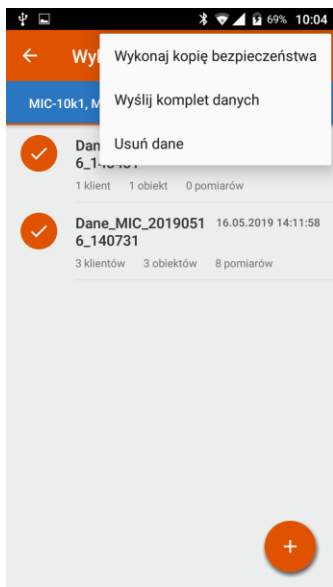 69% 10:04
Wykonaj kopię bezpieczeństwa
Wyślij komplet danych
Usuń dane
MIC-10k1,
1 klient 1 obiekt 0 pomiarów
Dane_MIC_2019051 16.05.2019 14:11:58
6_140731
3 klientów 3 obiektów 8 pomiarów